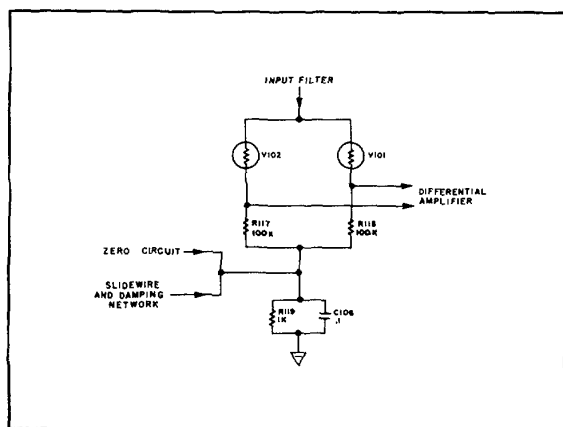 INPUT FILTER
V102
V101
DIFFERENTIAL
AMPLIFIER
R117
100K
R118
100K
ZERO CIRCUIT
SLIDEWIRE
AND DAMPING
NETWORK
R119
1K
C106
.1